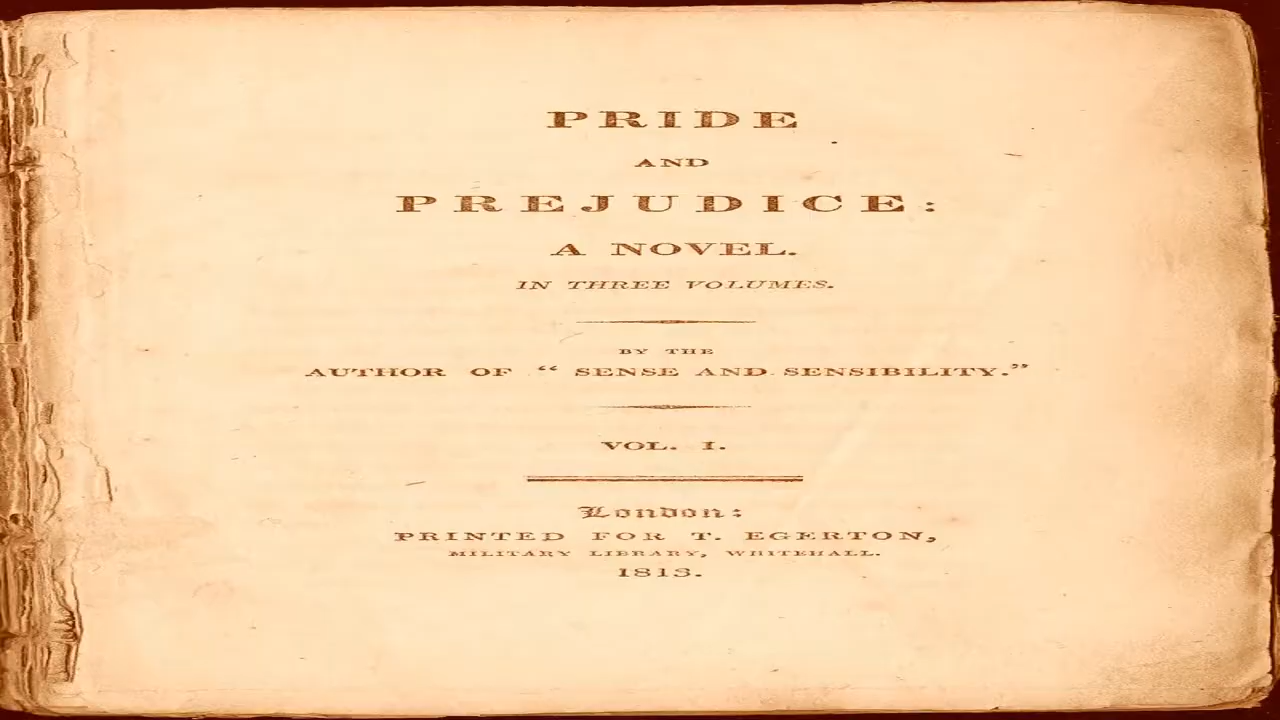 PRIDE
AND
PREJUDICE:
A NOVEL.
IN THREE VOLUMES.
BY THE
AUTHOR OF “ SENSE AND SENSIBILITY.”
VOL. I.
London:
PRINTED FOR T. EGERTON,
MILITARY LIBRARY, WHITEHALL.
1813.